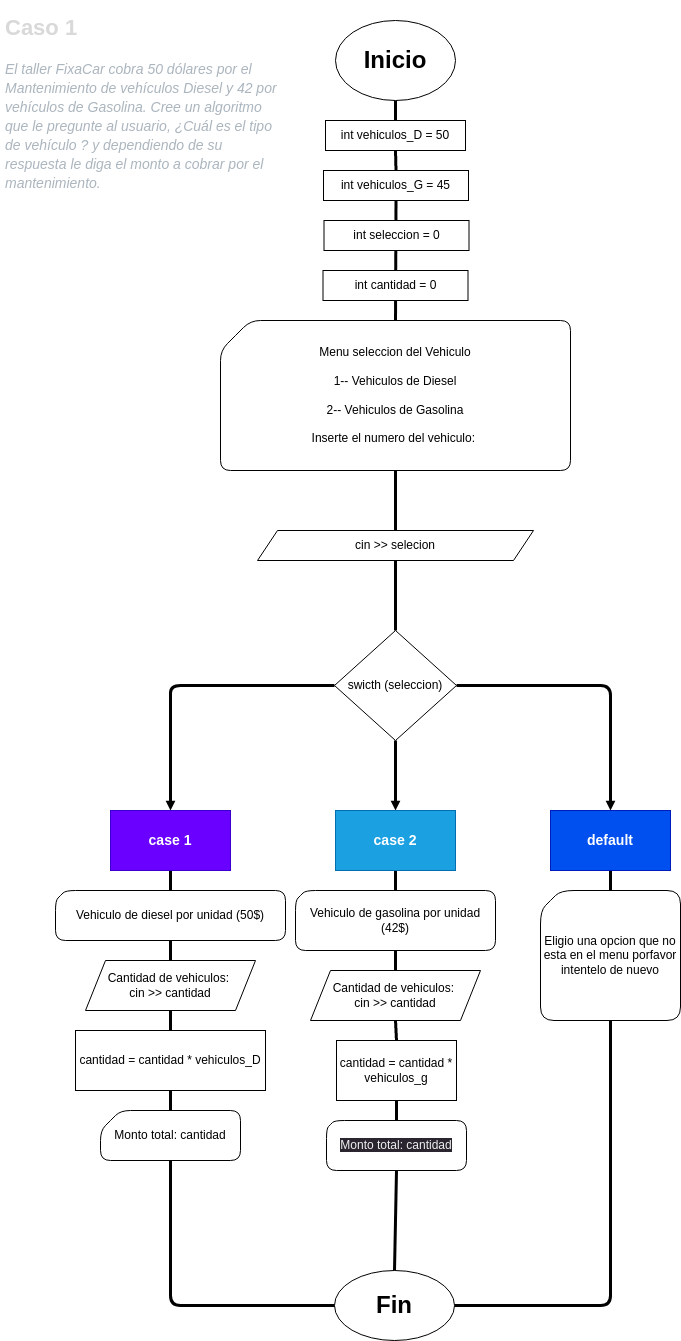 Caso 1
El taller FixaCar cobra 50 dólares por el
Mantenimiento de vehículos Diesel y 42 por
vehículos de Gasolina. Cree un algoritmo
que le pregunte al usuario, ¿Cuál es el tipo
de vehículo ? y dependiendo de su
respuesta le diga el monto a cobrar por el
mantenimiento.
Inicio
int vehiculos_D = 50
int vehiculos_G = 45
int seleccion = 0
int cantidad = 0
Menu seleccion del Vehiculo
1-- Vehiculos de Diesel
2-- Vehiculos de Gasolina
Inserte el numero del vehiculo:
cin >> selecion
swicth (seleccion)
case 1
Vehiculo de diesel por unidad (50$)
Cantidad de vehiculos:
cin >> cantidad
cantidad = cantidad * vehiculos_D
Monto total: cantidad
case 2
Vehiculo de gasolina por unidad
(42$)
Cantidad de vehiculos:
cin >> cantidad
cantidad = cantidad *
vehiculos_g
Monto total: cantidad
default
Eligio una opcion que no
esta en el menu porfavor
intentelo de nuevo
Fin